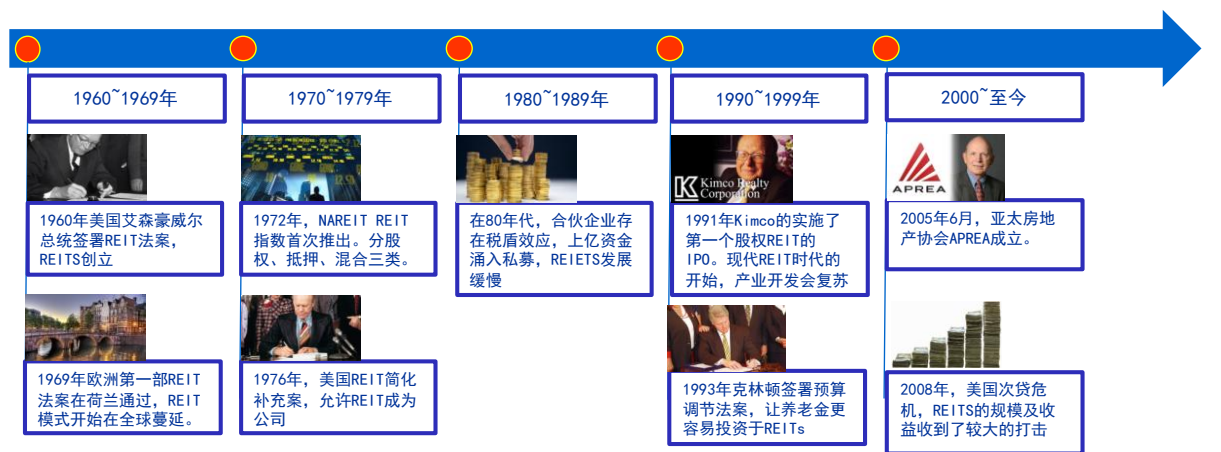 1960~1969年
1970~1979年
1980~1989年
1990~1999年
2000~至今
1960年美国艾森豪威尔
总统签署REIT法案，
REITS创立
1969年欧洲第一部REIT
法案在荷兰通过，REIT
模式开始在全球蔓延。
1972年，NAREIT REIT
指数首次推出。分股
权、抵押、混合三类。
1976年，美国REIT简化
补充案，允许REIT成为
公司
在80年代，合伙企业存
在税盾效应，上亿资金
涌入私募，REIETS发展
缓慢
Kimco Realty
Corporation
1991年Kimco的实施了
第一个股权REIT的
IPO。现代REIT时代的
开始，产业开发会复苏
1993年克林顿签署预算
调节法案，让养老金更
容易投资于REITs
APREA
2005年6月，亚太房地
产协会APREA成立。
2008年，美国次贷危
机，REITS的规模及收
益收到了较大的打击